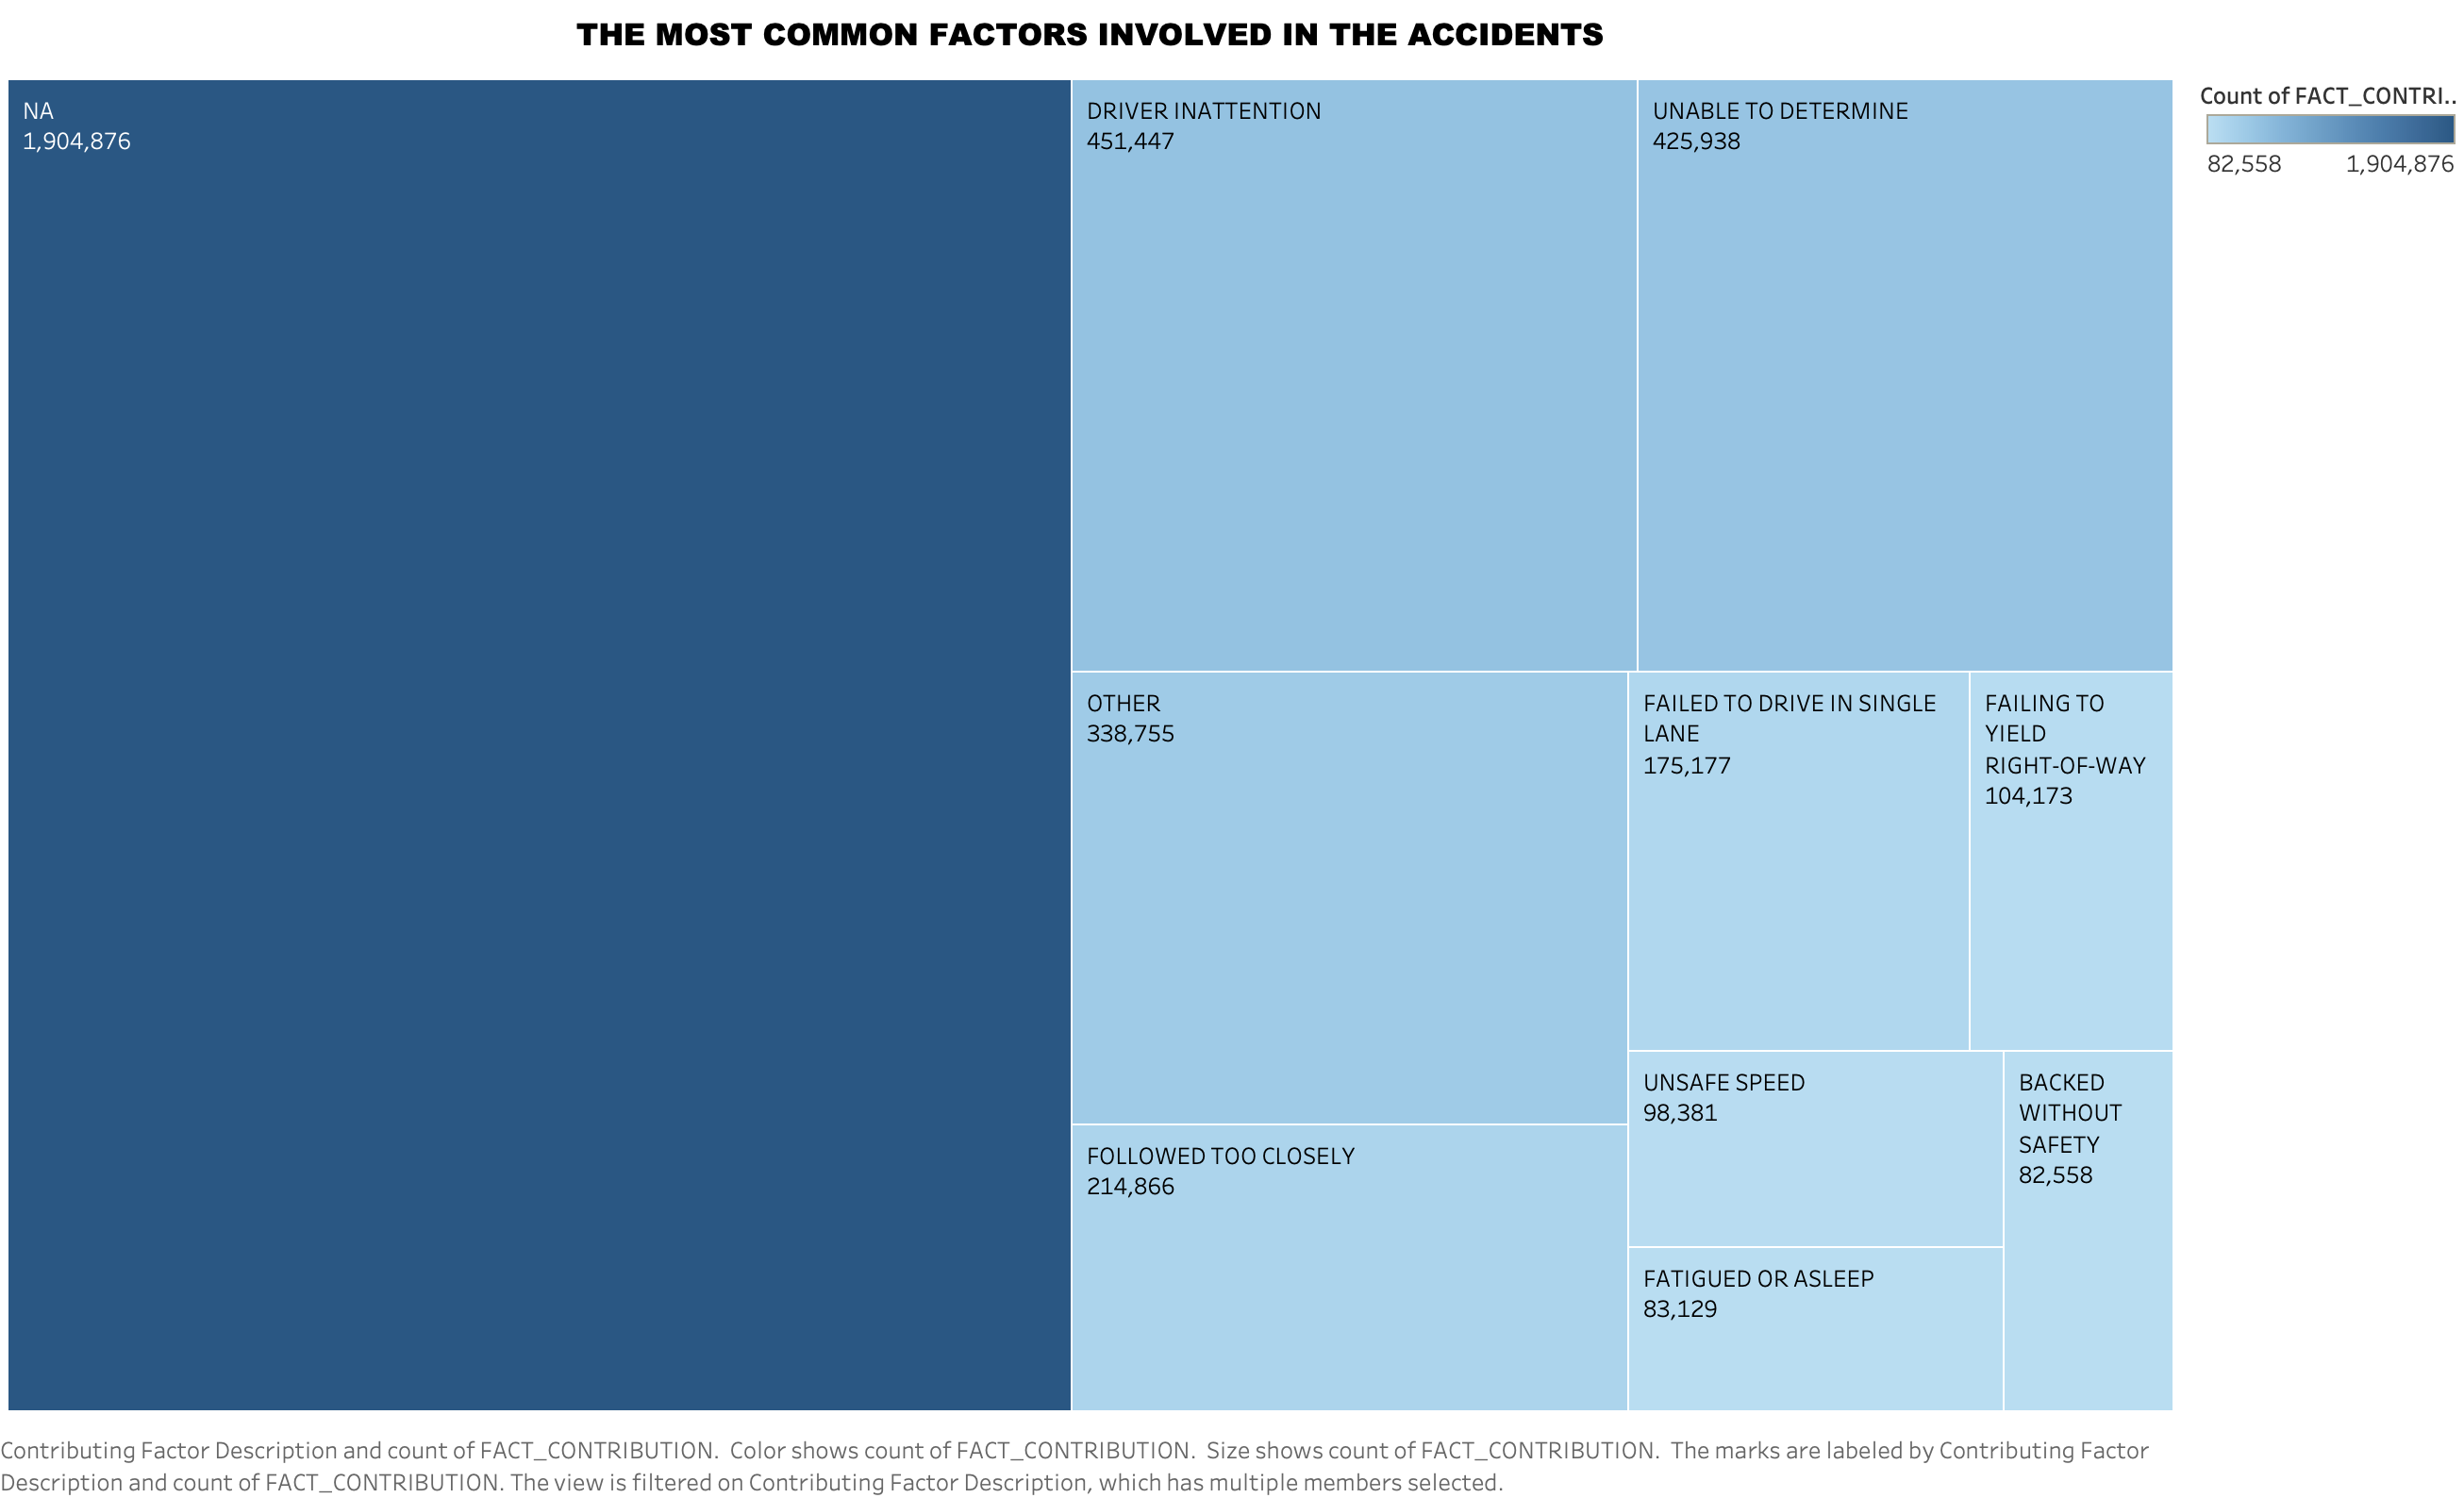 THE MOST COMMON FACTORS INVOLVED IN THE ACCIDENTS
NA
1,904,876
DRIVER INATTENTION
451,447
UNABLE TO DETERMINE
425,938
Count of FACT_CONTRI..
82,558 1,904,876
OTHER
338,755
FAILED TO DRIVE IN SINGLE
LANE
175,177
FAILING TO
YIELD
RIGHT-OF-WAY
104,173
FOLLOWED TOO CLOSELY
214,866
UNSAFE SPEED
98,381
BACKED
WITHOUT
SAFETY
82,558
FATIGUED OR ASLEEP
83,129
Contributing Factor Description and count of FACT_CONTRIBUTION.  Color shows count of FACT_CONTRIBUTION.  Size shows count of FACT_CONTRIBUTION.  The marks are labeled by Contributing Factor
Description and count of FACT_CONTRIBUTION. The view is filtered on Contributing Factor Description, which has multiple members selected.